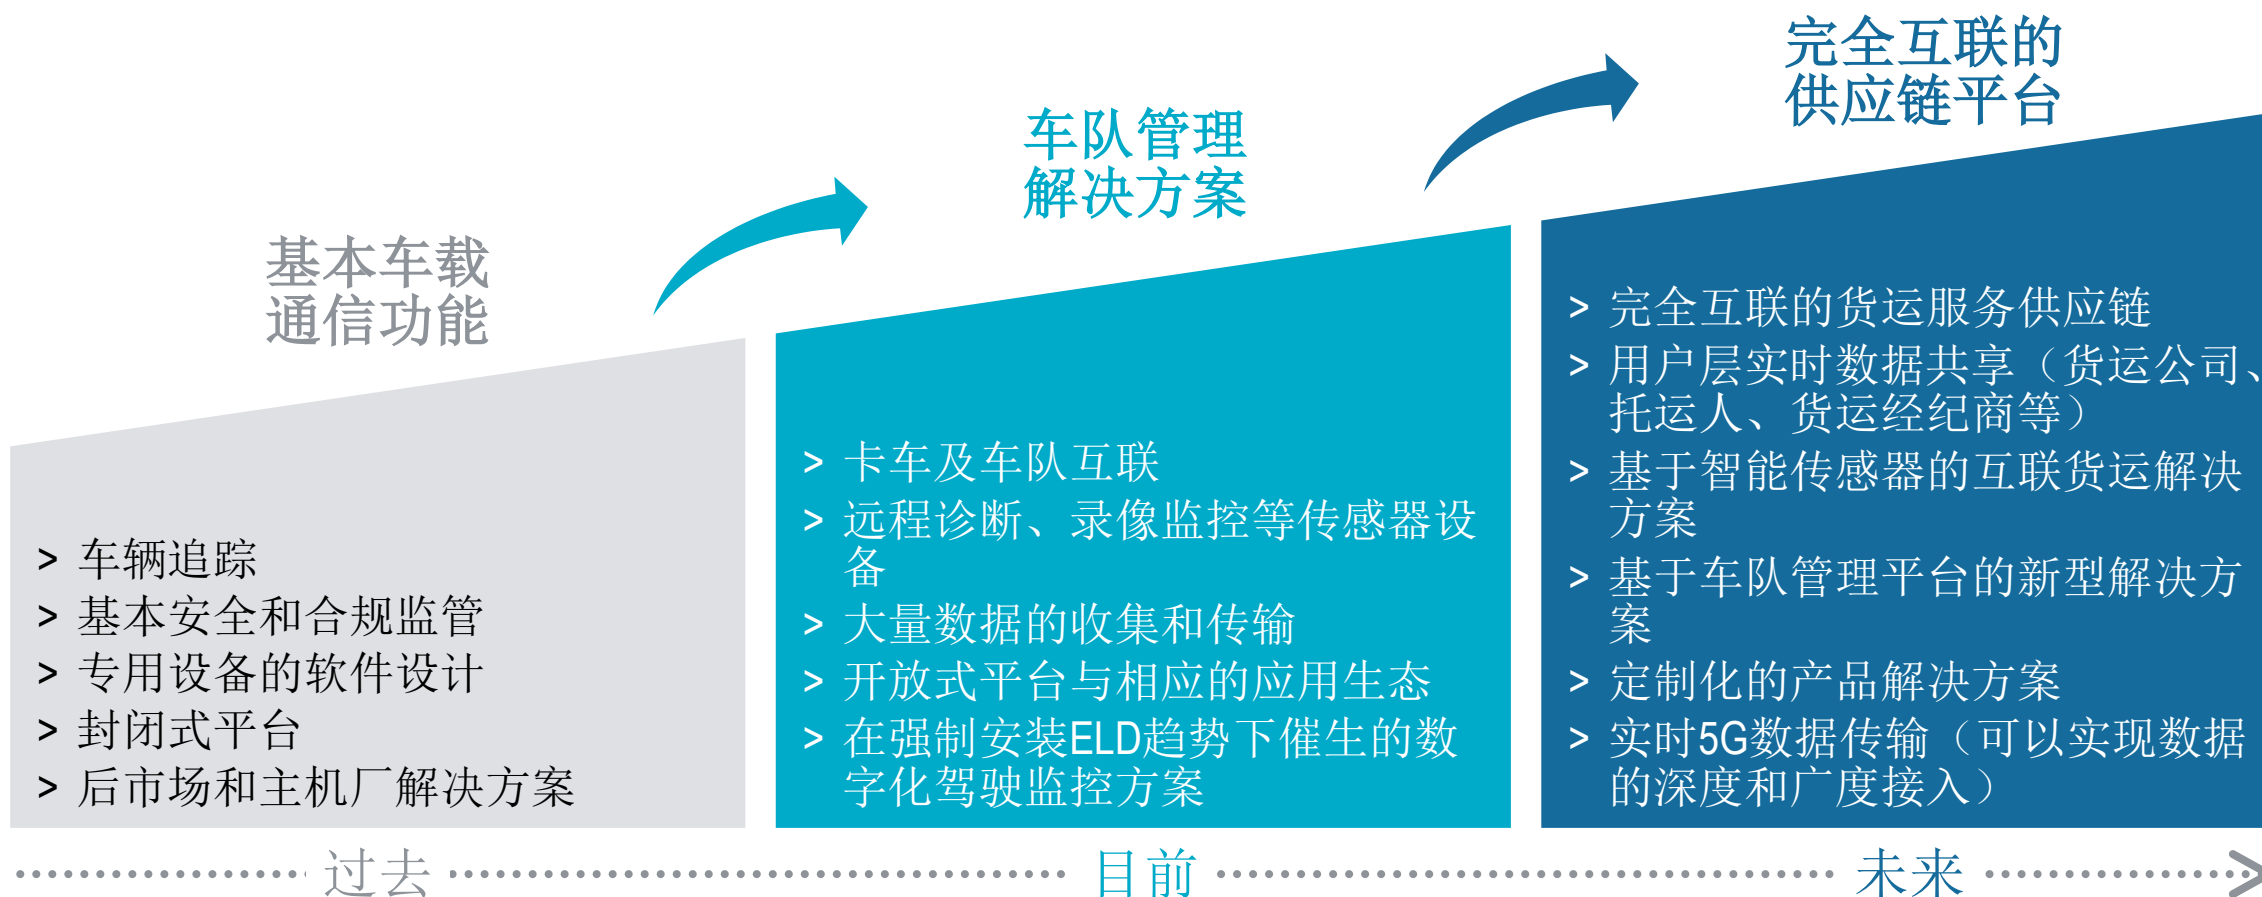 基本车载
通信功能
> 车辆追踪
> 基本安全和合规监管
> 专用设备的软件设计
> 封闭式平台
> 后市场和主机厂解决方案
车队管理
解决方案
> 卡车及车队互联
> 远程诊断、录像监控等传感器设
备
> 大量数据的收集和传输
> 开放式平台与相应的应用生态
> 在强制安装ELD趋势下催生的数
字化驾驶监控方案
完全互联的
供应链平台
> 完全互联的货运服务供应链
> 用户层实时数据共享（货运公司、
托运人、货运经纪商等）
> 基于智能传感器的互联货运解决
方案
> 基于车队管理平台的新型解决方
案
> 定制化的产品解决方案
> 实时5G数据传输（可以实现数据
的深度和广度接入）
过去
目前
未来